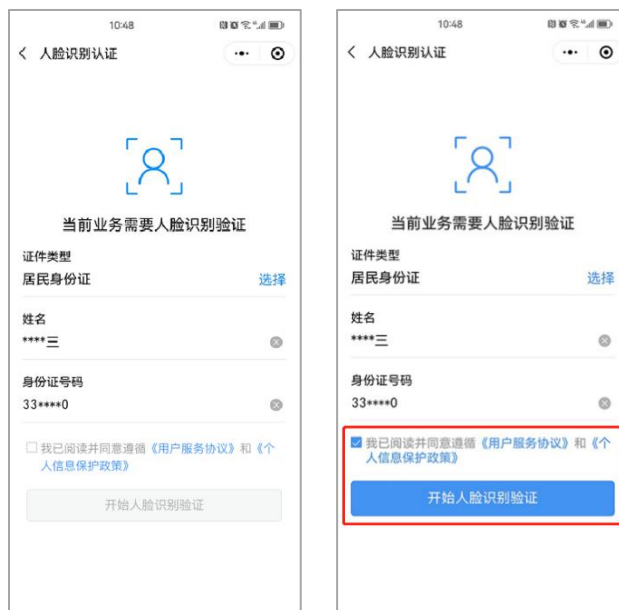 10:48
人脸识别认证
当前业务需要人脸识别验证
证件类型
居民身份证
选择
姓名
****三
身份证号码
33****0
我已阅读并同意遵循《用户服务协议》和《个
人信息保护政策》
开始人脸识别验证
10:48
人脸识别认证
当前业务需要人脸识别验证
证件类型
居民身份证
选择
姓名
****三
身份证号码
33****0
我已阅读并同意遵循《用户服务协议》和《个
人信息保护政策》
开始人脸识别验证